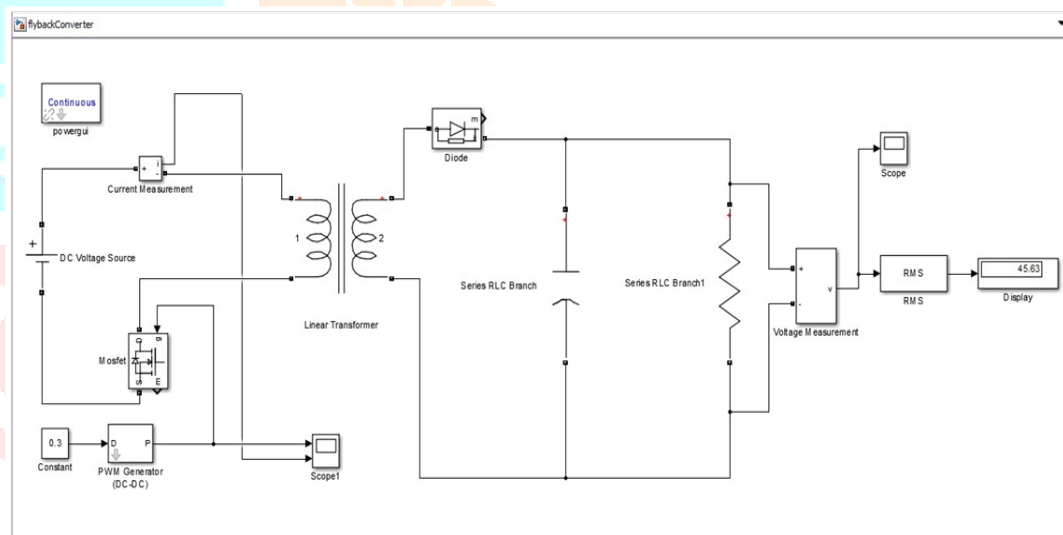 flybackConverter
Continuous
powergui
i
+
-
Current Measurement
+
DC Voltage Source
m
a
k
Diode
+
+
1
2
Linear Transformer
+
Series RLC Branch
+
Series RLC Branch1
+
-
v
Voltage Measurement
Scope
RMS
RMS
45.63
Display
D
g
Mosfet
S
m
0.3
Constant
D
P
PWM Generator
(DC-DC)
Scope1